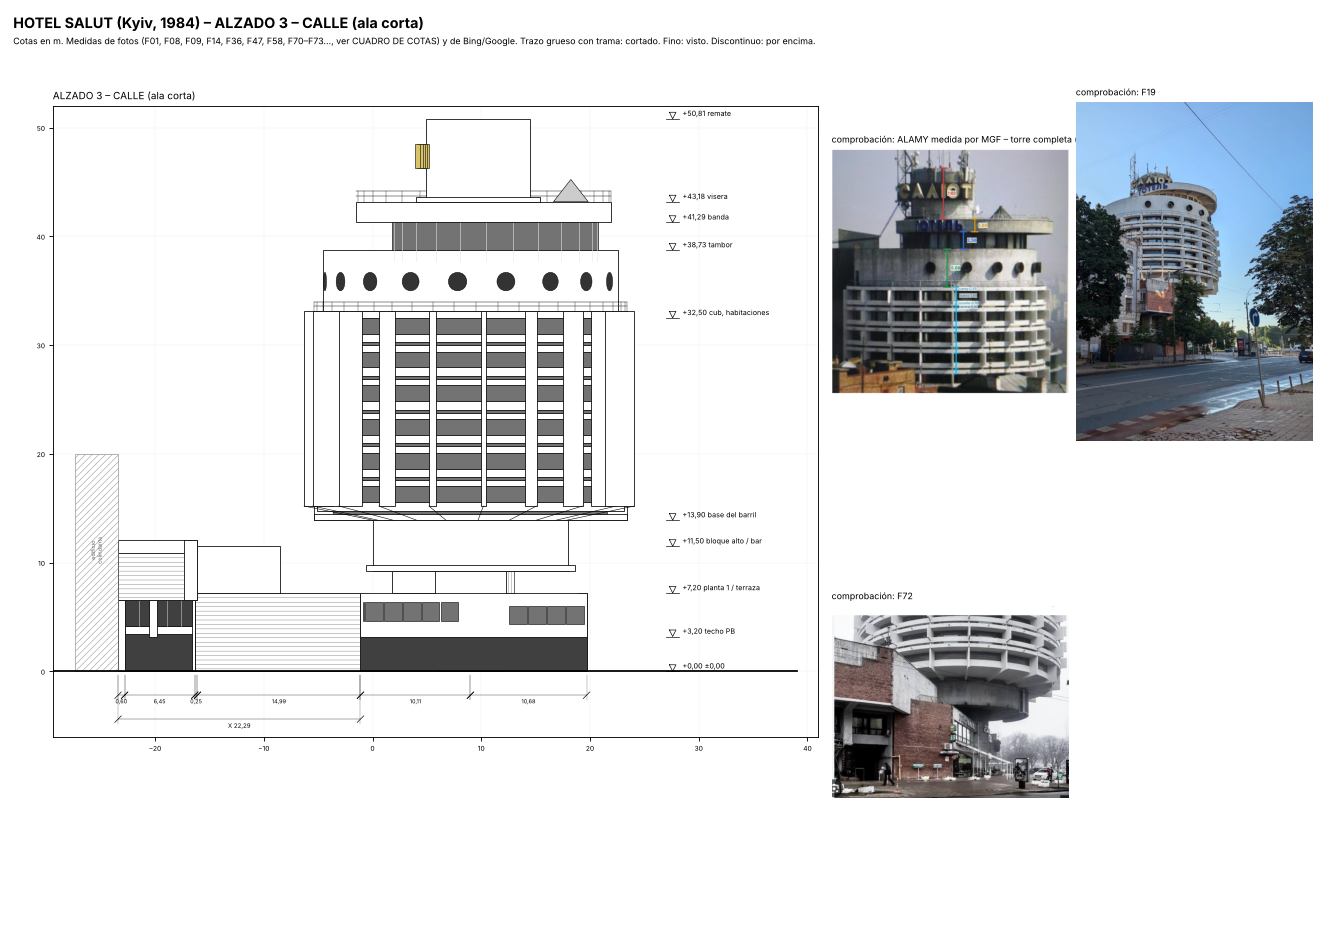 HOTEL SALUT (Kyiv, 1984) – ALZADO 3 – CALLE (ala corta)
Cotas en m. Medidas de fotos (F01, F08, F09, F14, F36, F47, F58, F70–F73..., ver CUADRO DE COTAS) y de Bing/Google. Trazo grueso con trama: cortado. Fino: visto. Discontinuo: por encima.
ALZADO 3 – CALLE (ala corta)
50
40
30
20
10
0
−20
−10
0
10
20
30
40
+50,81 remate
+43,18 visera
+41,29 banda
+38,73 tambor
+32,50 cub, habitaciones
+13,90 base del barril
+11,50 bloque alto / bar
+7,20 planta 1 / terraza
+3,20 techo PB
+0,00 ±0,00
0,60
6,45
0,25
14,99
10,11
10,68
X 22,29
comprobación: ALAMY medida por MGF – torre completa
САЛЮТ
ГОТЕЛЬ
comprobación: F19
САЛЮТ
ГОТЕЛЬ
comprobación: F72